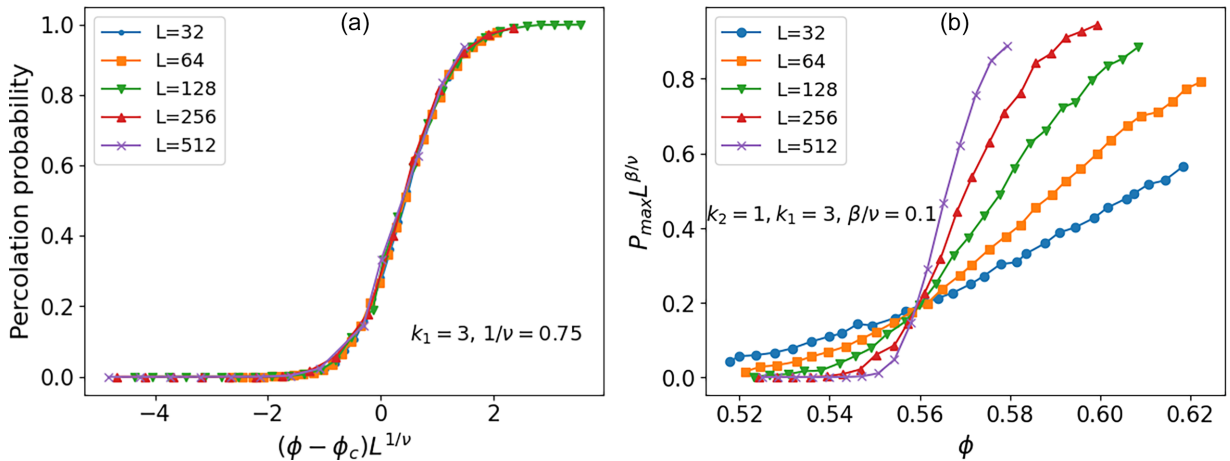 (a)
L=32
L=64
L=128
L=256
L=512
Percolation probability
1.0
0.8
0.6
0.4
0.2
0.0
k₁ = 3, 1/ν = 0.75
−4
−2
0
2
(ϕ − ϕ_c)L^{1/ν}
(b)
L=32
L=64
L=128
L=256
L=512
P_{max}L^{β/ν}
0.8
0.6
0.4
0.2
0.0
k₂ = 1, k₁ = 3, β/ν = 0.1
0.52
0.54
0.56
0.58
0.60
0.62
ϕ